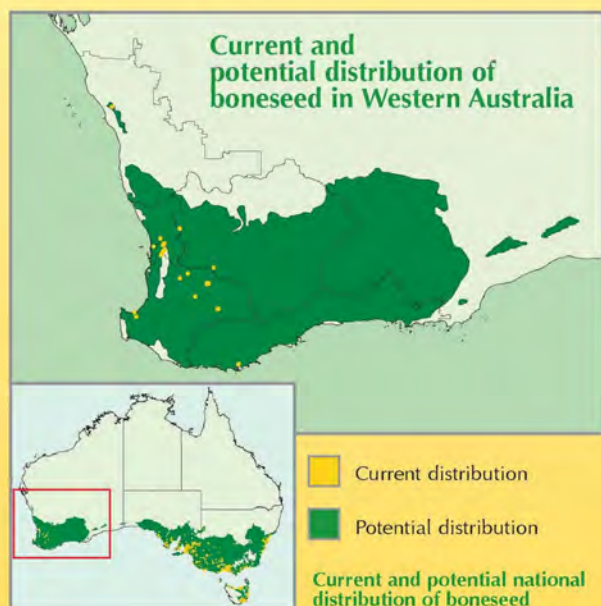 Current and
potential distribution of
boneseed in Western Australia
Current distribution
Potential distribution
Current and potential national
distribution of boneseed